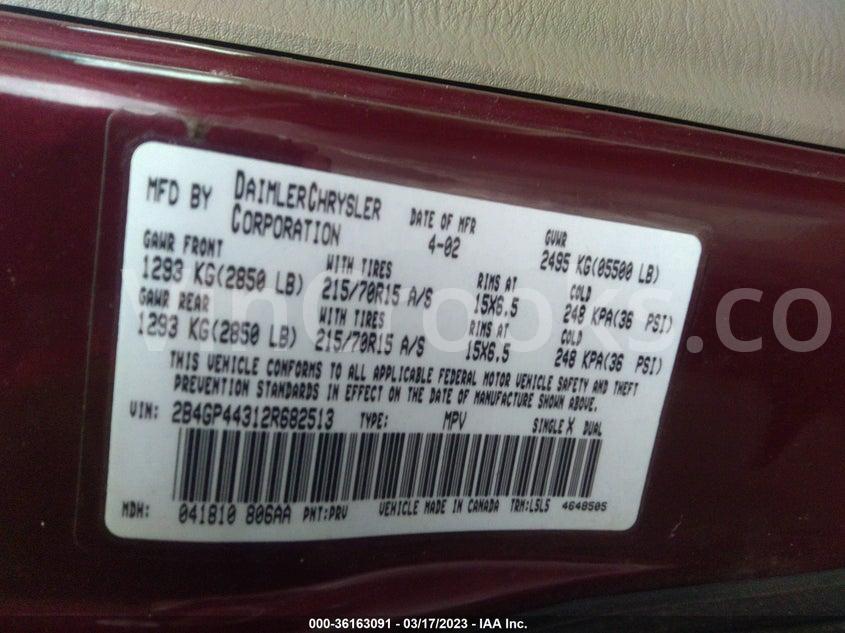 MFD BY DAIMLERCHRYSLER CORPORATION DATE OF MFR 4-02 GVWR 2495 KG(05500 LB)
GAWR FRONT WITH TIRES RIMS AT COLD
1293 KG(2850 LB) 215/70R15 A/S 15X6.5 248 KPA(36 PSI)
GAWR REAR WITH TIRES RIMS AT COLD
1293 KG(2850 LB) 215/70R15 A/S 15X6.5 248 KPA(36 PSI)
THIS VEHICLE CONFORMS TO ALL APPLICABLE FEDERAL MOTOR VEHICLE SAFETY AND THEFT
PREVENTION STANDARDS IN EFFECT ON THE DATE OF MANUFACTURE SHOWN ABOVE.
VIN: 2B4GP44312R682513 TYPE: MPV SINGLE X DUAL
MDH: 041810 806AA PNT:PRV VEHICLE MADE IN CANADA TRM:L5L5 4648505
VinCrooks.co
000-36163091 - 03/17/2023 - IAA Inc.